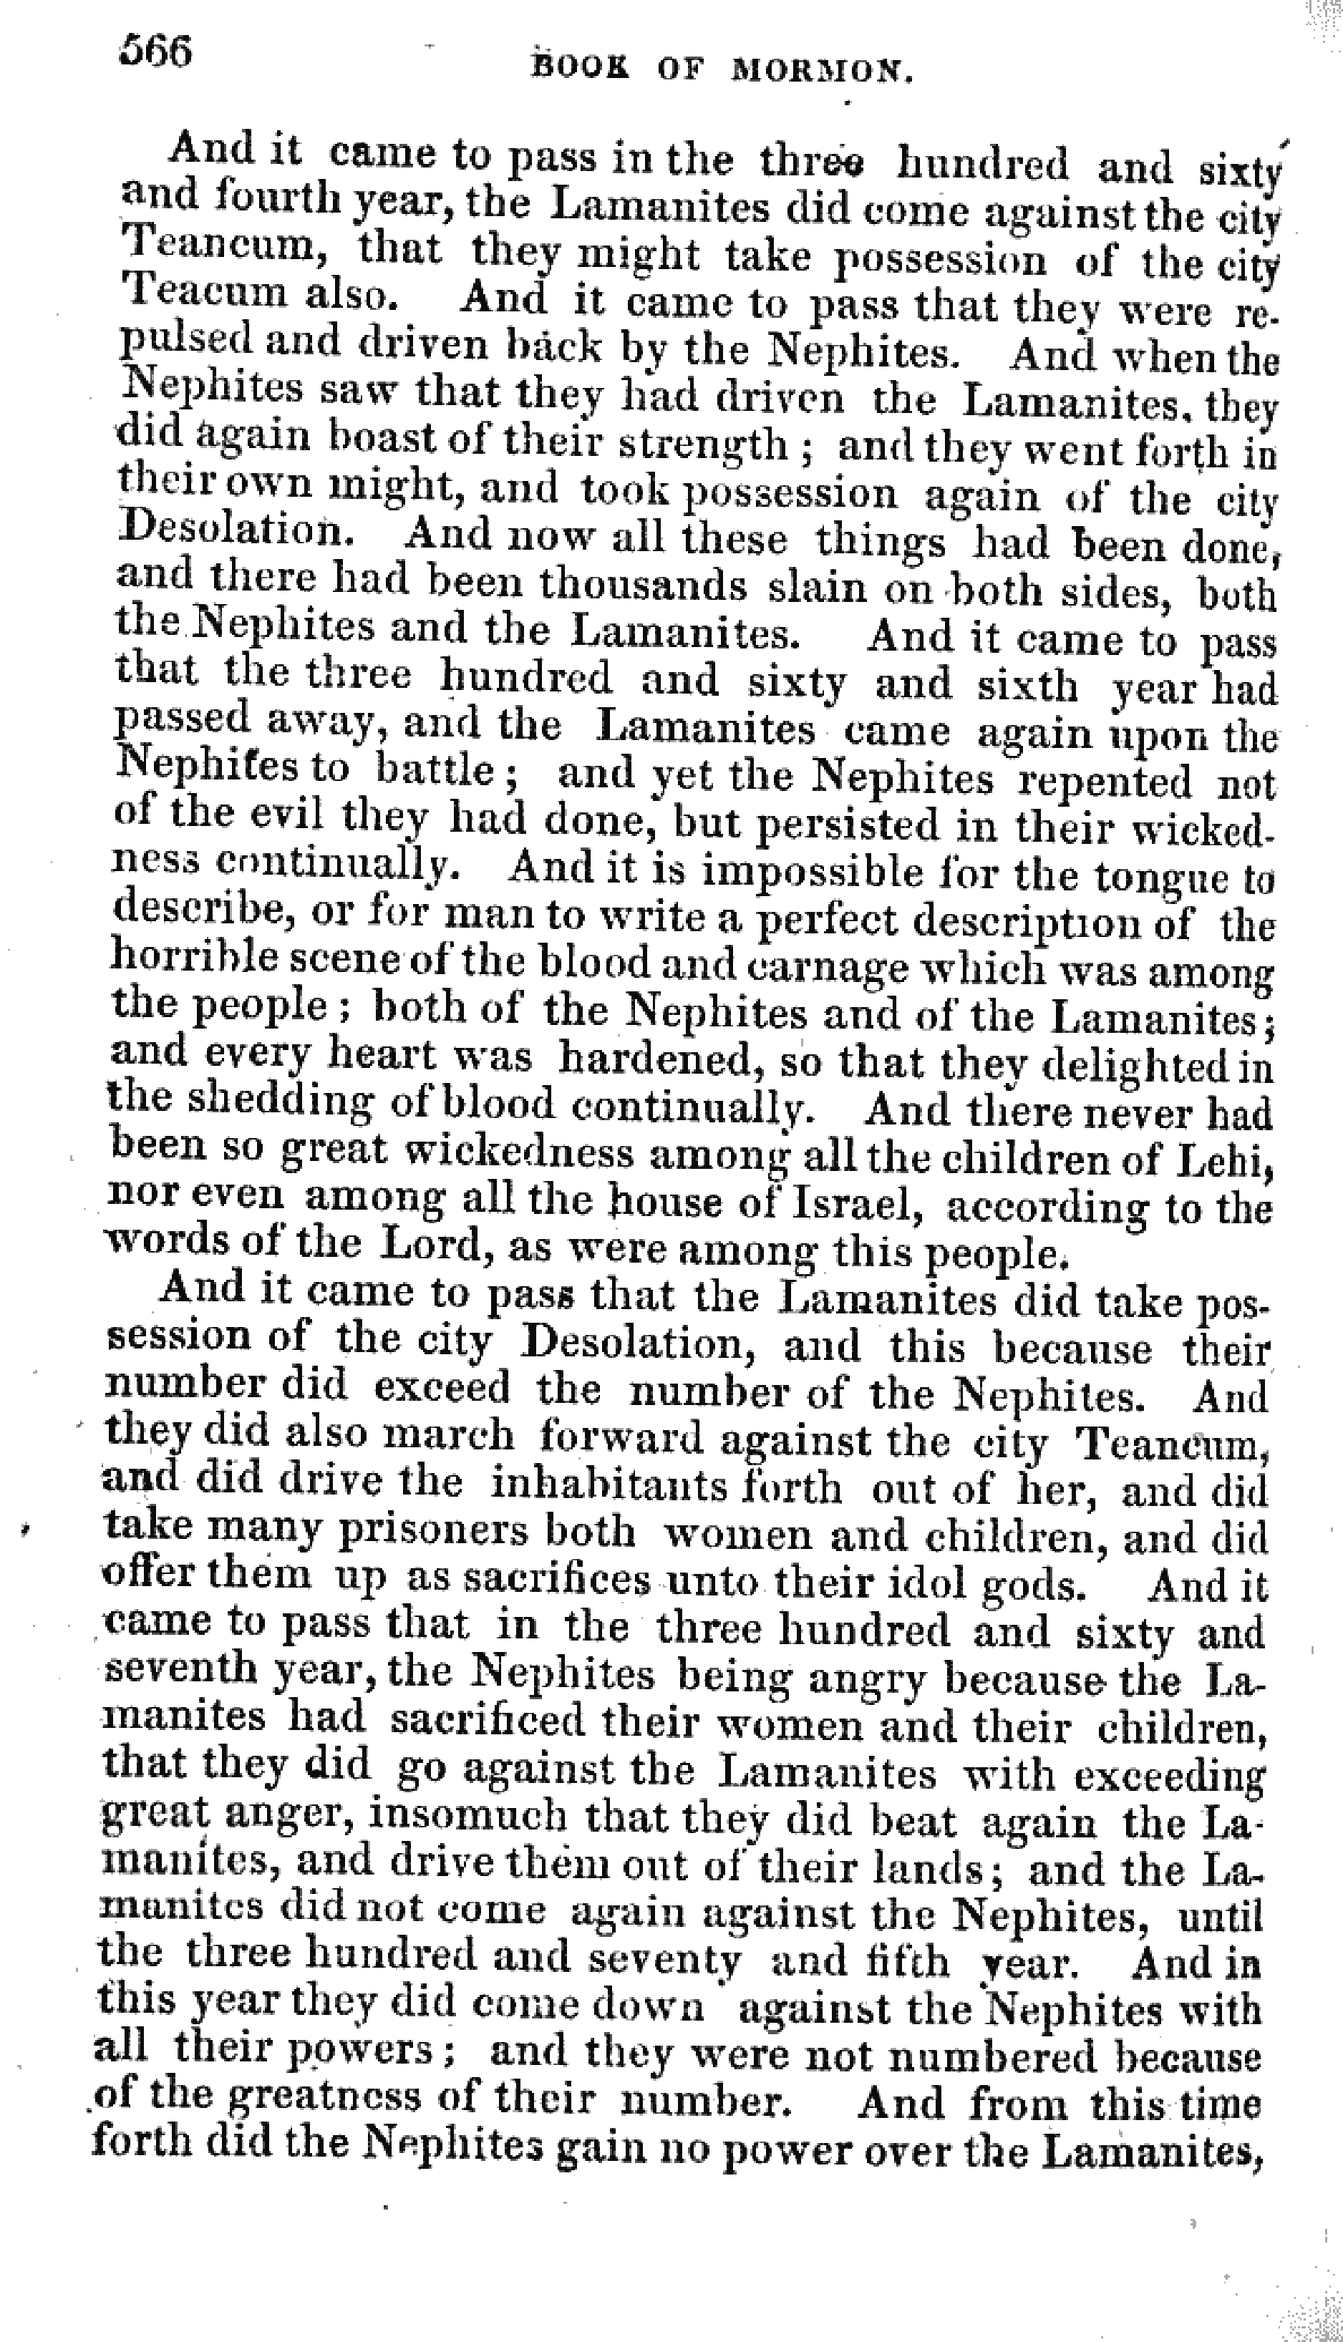 566
BOOK OF MORMON.
And it came to pass in the three hundred and sixty
and fourth year, the Lamanites did come against the city
Teancum, that they might take possession of the city
Teacum also. And it came to pass that they were re-
pulsed and driven back by the Nephites. And when the
Nephites saw that they had driven the Lamanites, they
did again boast of their strength; and they went forth in
their own might, and took possession again of the city
Desolation. And now all these things had been done,
and there had been thousands slain on both sides, both
the Nephites and the Lamanites. And it came to pass
that the three hundred and sixty and sixth year had
passed away, and the Lamanites came again upon the
Nephites to battle; and yet the Nephites repented not
of the evil they had done, but persisted in their wicked-
ness continually. And it is impossible for the tongue to
describe, or for man to write a perfect description of the
horrible scene of the blood and carnage which was among
the people; both of the Nephites and of the Lamanites;
and every heart was hardened, so that they delighted in
the shedding of blood continually. And there never had
been so great wickedness among all the children of Lehi,
nor even among all the house of Israel, according to the
words of the Lord, as were among this people.
And it came to pass that the Lamanites did take pos-
session of the city Desolation, and this because their
number did exceed the number of the Nephites. And
they did also march forward against the city Teancum,
and did drive the inhabitants forth out of her, and did
take many prisoners both women and children, and did
offer them up as sacrifices unto their idol gods. And it
came to pass that in the three hundred and sixty and
seventh year, the Nephites being angry because the La-
manites had sacrificed their women and their children,
that they did go against the Lamanites with exceeding
great anger, insomuch that they did beat again the La-
manites, and drive them out of their lands; and the La-
manites did not come again against the Nephites, until
the three hundred and seventy and fifth year. And in
this year they did come down against the Nephites with
all their powers; and they were not numbered because
of the greatness of their number. And from this time
forth did the Nephites gain no power over the Lamanites,